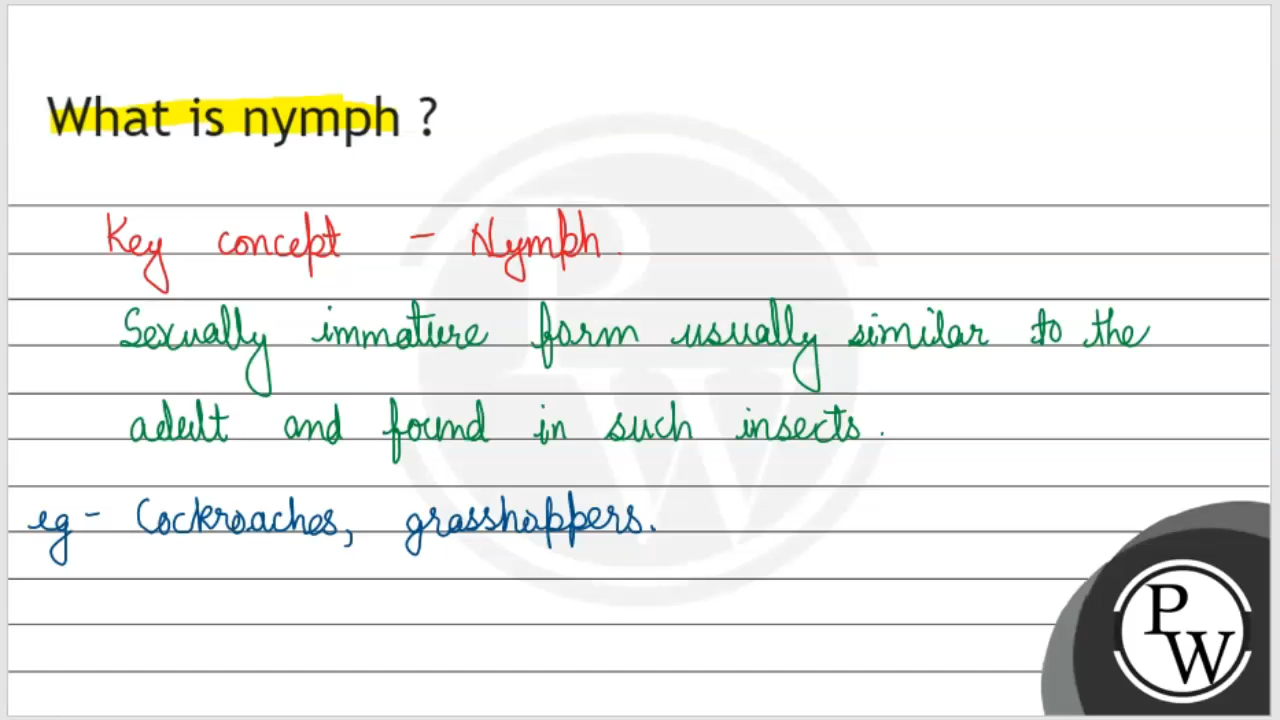 What is nymph ?
Key concept - Nymph.
Sexually immature form usually similar to the
adult and found in such insects.
eg - Cockroaches, grasshoppers.
P
W
P
W